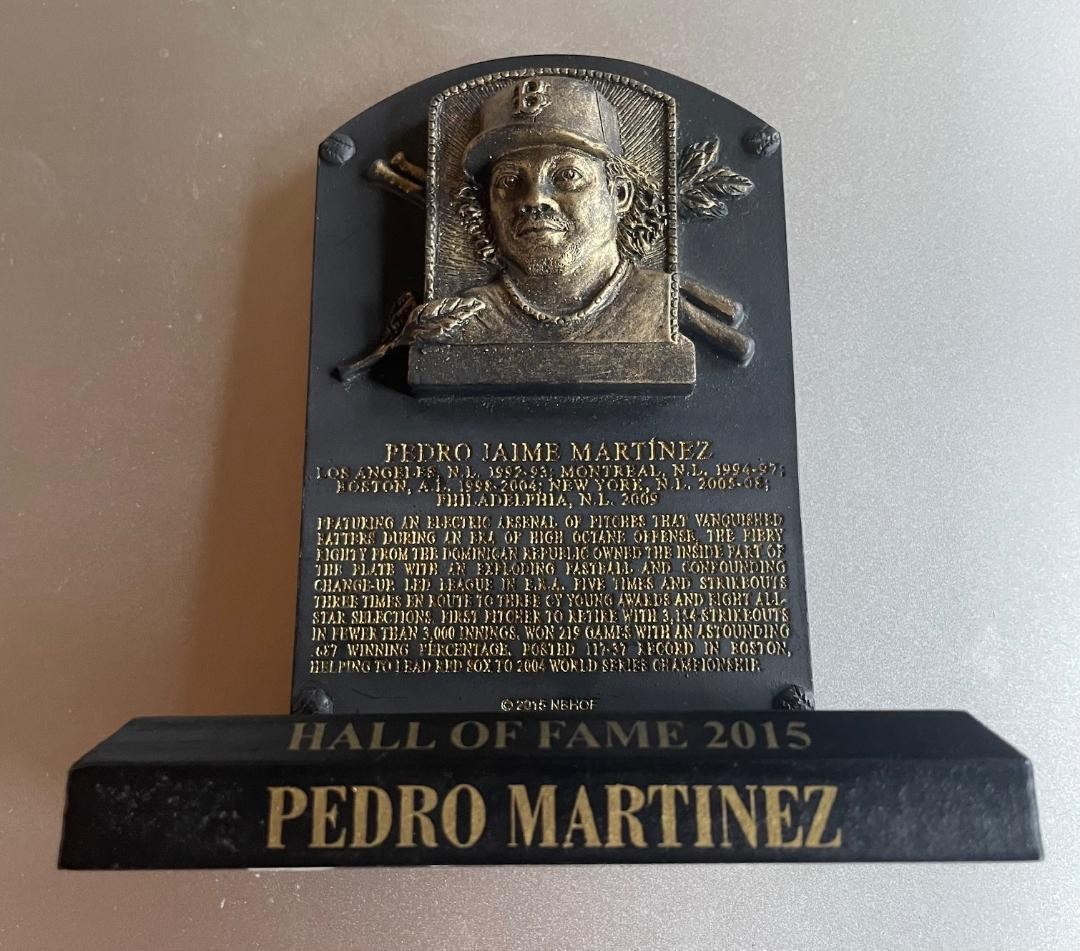 B
PEDRO JAIME MARTÍNEZ
LOS ANGELES, N.L. 1992-93; MONTREAL, N.L. 1994-97;
BOSTON, A.L. 1998-2004; NEW YORK, N.L. 2005-08;
PHILADELPHIA, N.L. 2009
FEATURING AN ELECTRIC ARSENAL OF PITCHES THAT VANQUISHED
BATTERS DURING AN ERA OF HIGH OCTANE OFFENSE. THE FIERY
RIGHTY FROM THE DOMINICAN REPUBLIC OWNED THE INSIDE PART OF
THE PLATE WITH AN EXPLODING FASTBALL AND CONFOUNDING
CHANGE-UP. LED LEAGUE IN E.R.A. FIVE TIMES AND STRIKEOUTS
THREE TIMES EN ROUTE TO THREE CY YOUNG AWARDS AND EIGHT ALL-
STAR SELECTIONS. FIRST PITCHER TO RETIRE WITH 3,154 STRIKEOUTS
IN FEWER THAN 3,000 INNINGS. WON 219 GAMES WITH AN ASTOUNDING
.687 WINNING PERCENTAGE. POSTED 117-37 RECORD IN BOSTON,
HELPING TO LEAD RED SOX TO 2004 WORLD SERIES CHAMPIONSHIP.
© 2015 NBHOF
HALL OF FAME 2015
PEDRO MARTINEZ